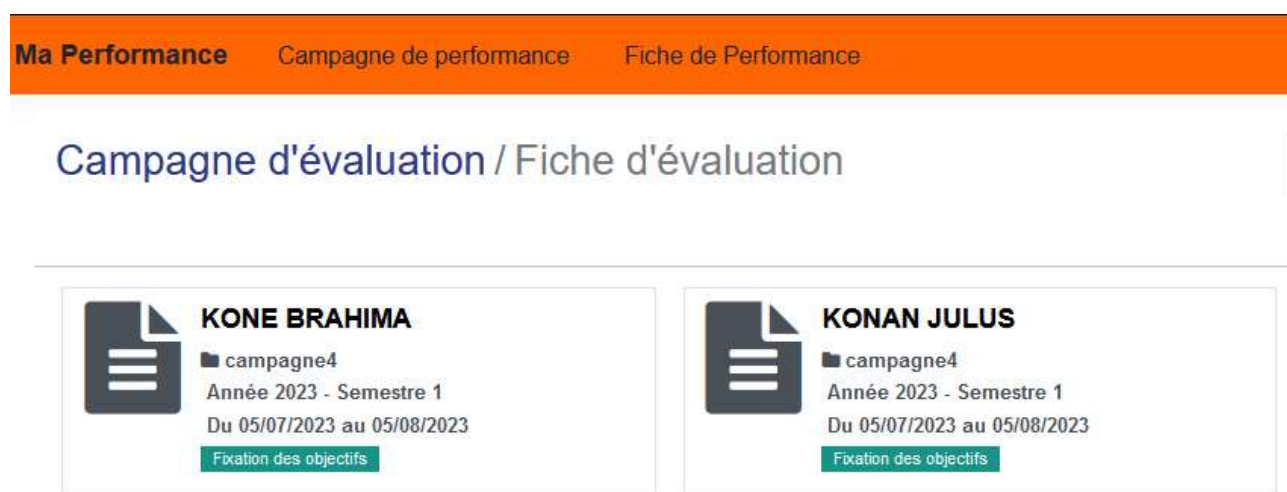 Ma Performance Campagne de performance Fiche de Performance
Campagne d'évaluation / Fiche d'évaluation
KONE BRAHIMA
campagne4
Année 2023 - Semestre 1
Du 05/07/2023 au 05/08/2023
Fixation des objectifs
KONAN JULUS
campagne4
Année 2023 - Semestre 1
Du 05/07/2023 au 05/08/2023
Fixation des objectifs